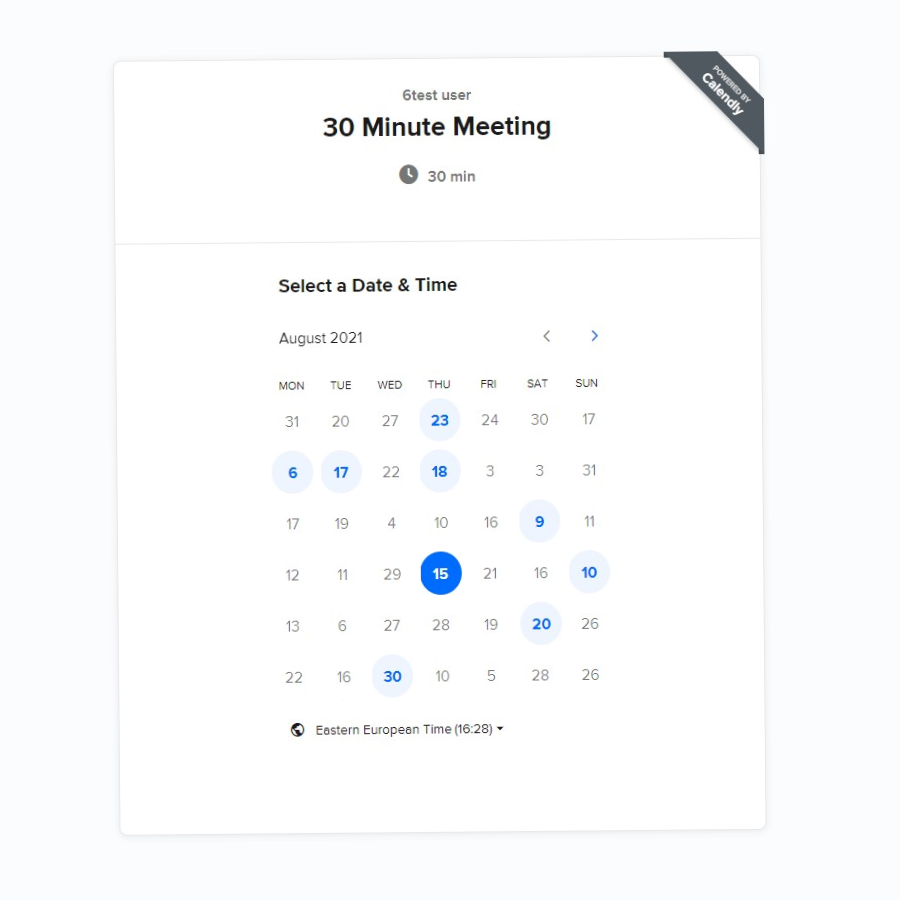 POWERED BY
Calendly
6test user
30 Minute Meeting
30 min
Select a Date & Time
August 2021
MON TUE WED THU FRI SAT SUN
31 20 27 23 24 30 17
6 17 22 18 3 3 31
17 19 4 10 16 9 11
12 11 29 15 21 16 10
13 6 27 28 19 20 26
22 16 30 10 5 28 26
Eastern European Time (16:28)